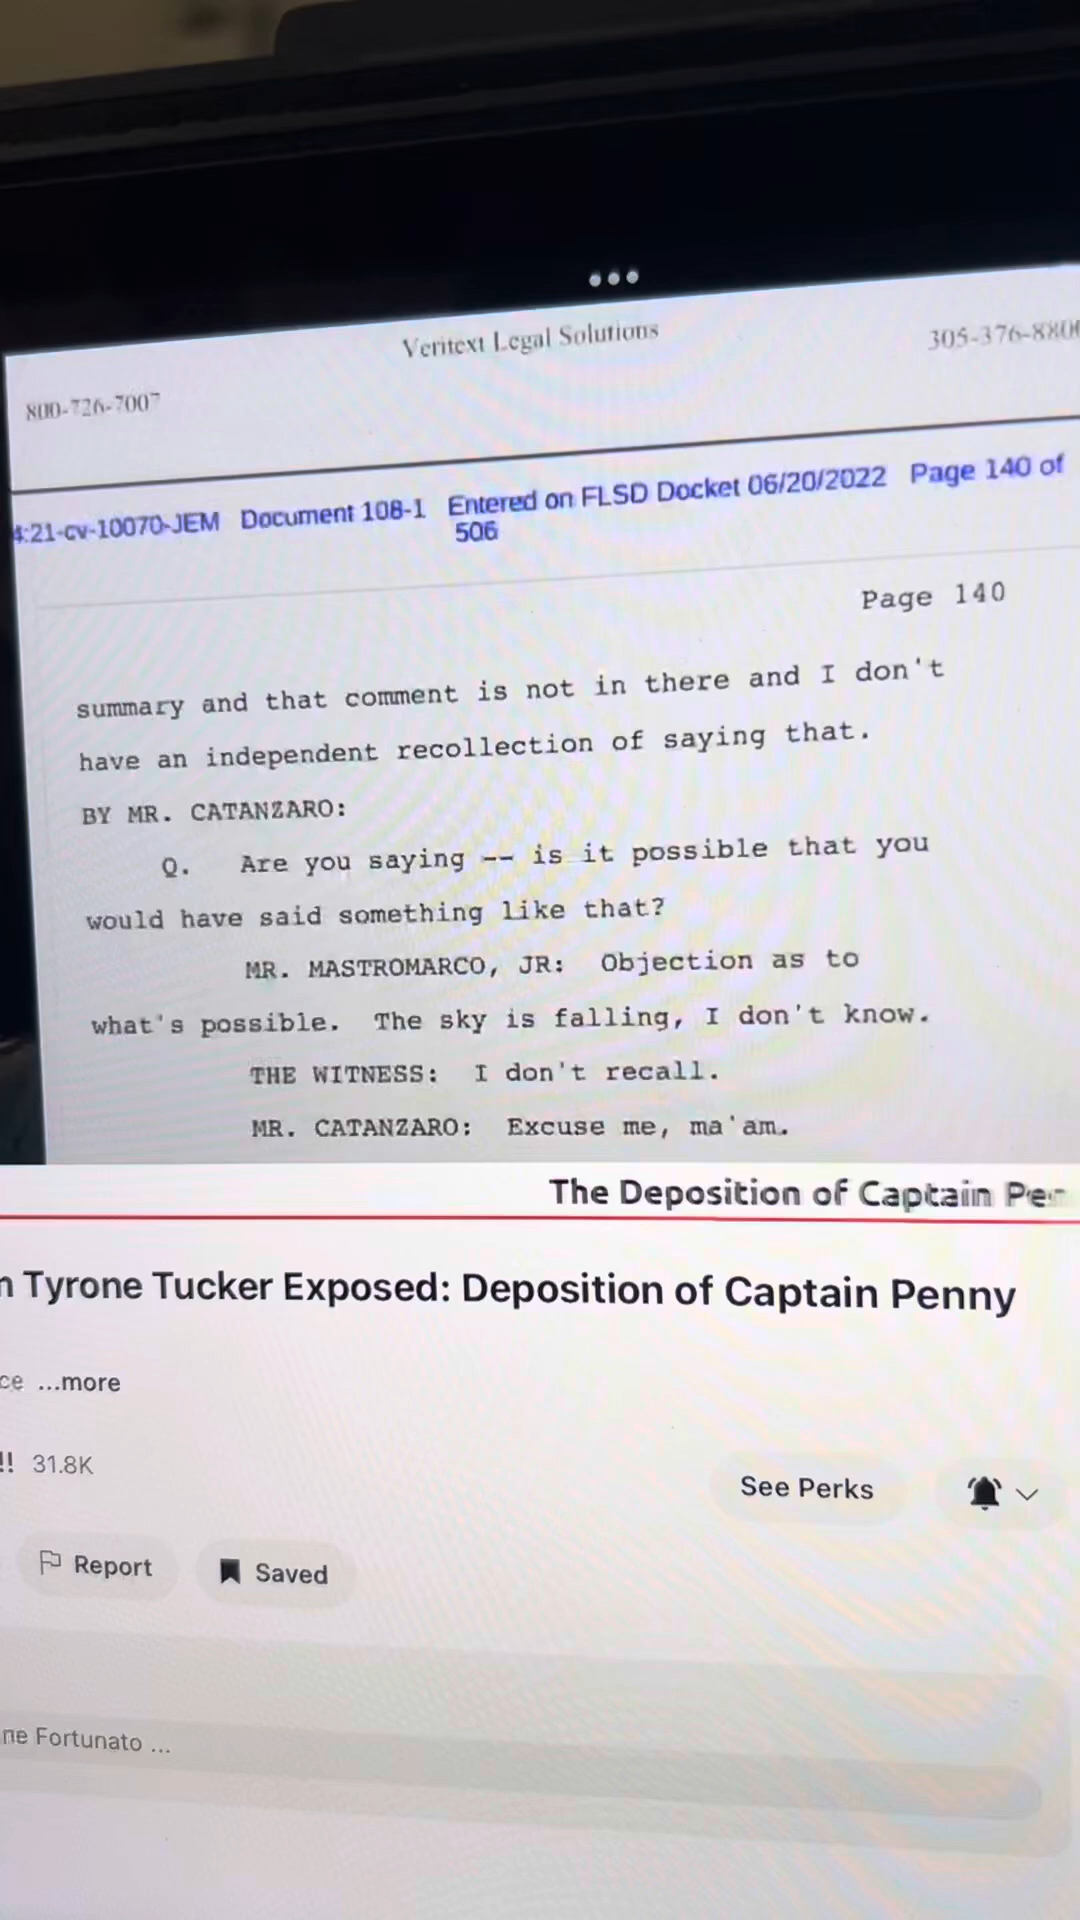 Veritext Legal Solutions
800-726-7007
305-376-880
4:21-cv-10070-JEM Document 108-1 Entered on FLSD Docket 06/20/2022 Page 140 of
506
Page 140
summary and that comment is not in there and I don't
have an independent recollection of saying that.
BY MR. CATANZARO:
Q. Are you saying -- is it possible that you
would have said something like that?
MR. MASTROMARCO, JR: Objection as to
what's possible. The sky is falling, I don't know.
THE WITNESS: I don't recall.
MR. CATANZARO: Excuse me, ma'am.
The Deposition of Captain Pen
n Tyrone Tucker Exposed: Deposition of Captain Penny
ce ...more
!! 31.8K
See Perks
Report
Saved
ne Fortunato ...